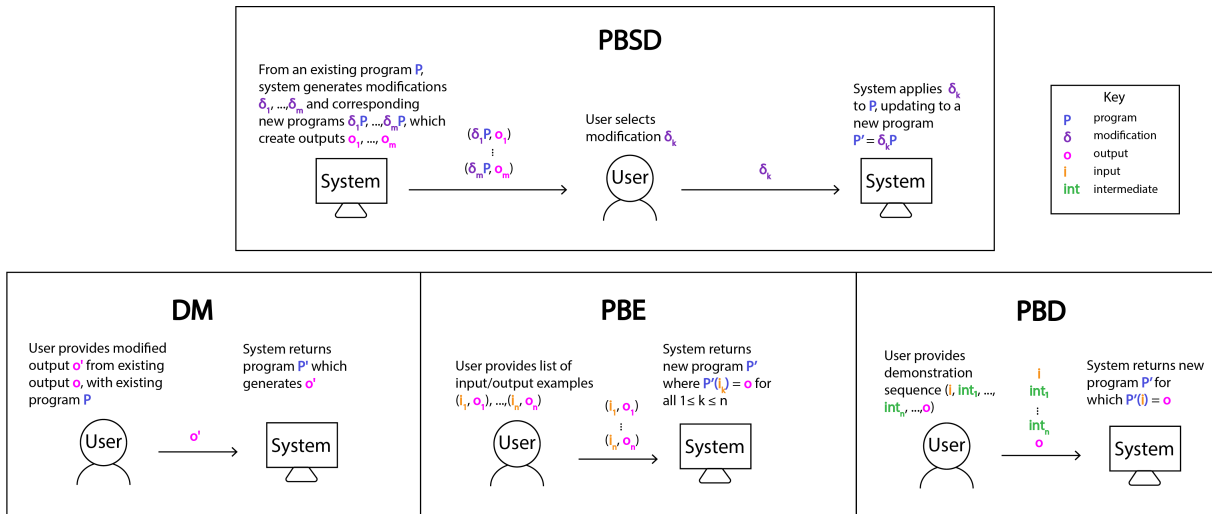 PBSD
From an existing program P,
system generates modifications
δ₁, ...,δₘ and corresponding
new programs δ₁P, ...,δₘP, which
create outputs o₁, ..., oₘ
System
(δ₁P, o₁)
⋮
(δₘP, oₘ)
User selects
modification δₖ
User
δₖ
System applies δₖ
to P, updating to a
new program
P' = δₖP
System
Key
P program
δ modification
o output
i input
int intermediate
DM
User provides modified
output o' from existing
output o, with existing
program P
User
o'
System returns
program P' which
generates o'
System
PBE
User provides list of
input/output examples
(i₁, o₁), ...,(iₙ, oₙ)
User
(i₁, o₁)
⋮
(iₙ, oₙ)
System returns
new program P'
where P'(iₖ) = o for
all 1≤ k ≤ n
System
PBD
User provides
demonstration
sequence (i, int₁, ...,
intₙ, ...,o)
User
i
int₁
⋮
intₙ
o
System returns new
program P' for
which P'(i) = o
System